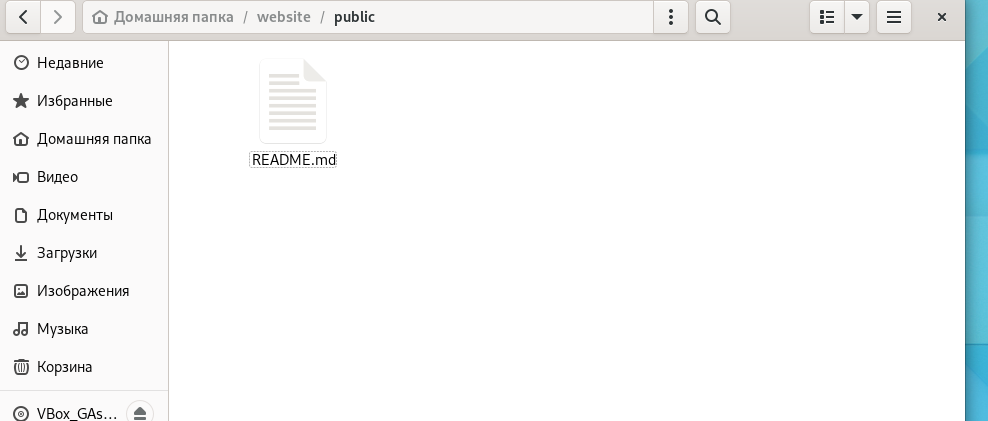 Домашняя папка / website / public
README.md
Недавние
Избранные
Домашняя папка
Видео
Документы
Загрузки
Изображения
Музыка
Корзина
VBox_GAs…